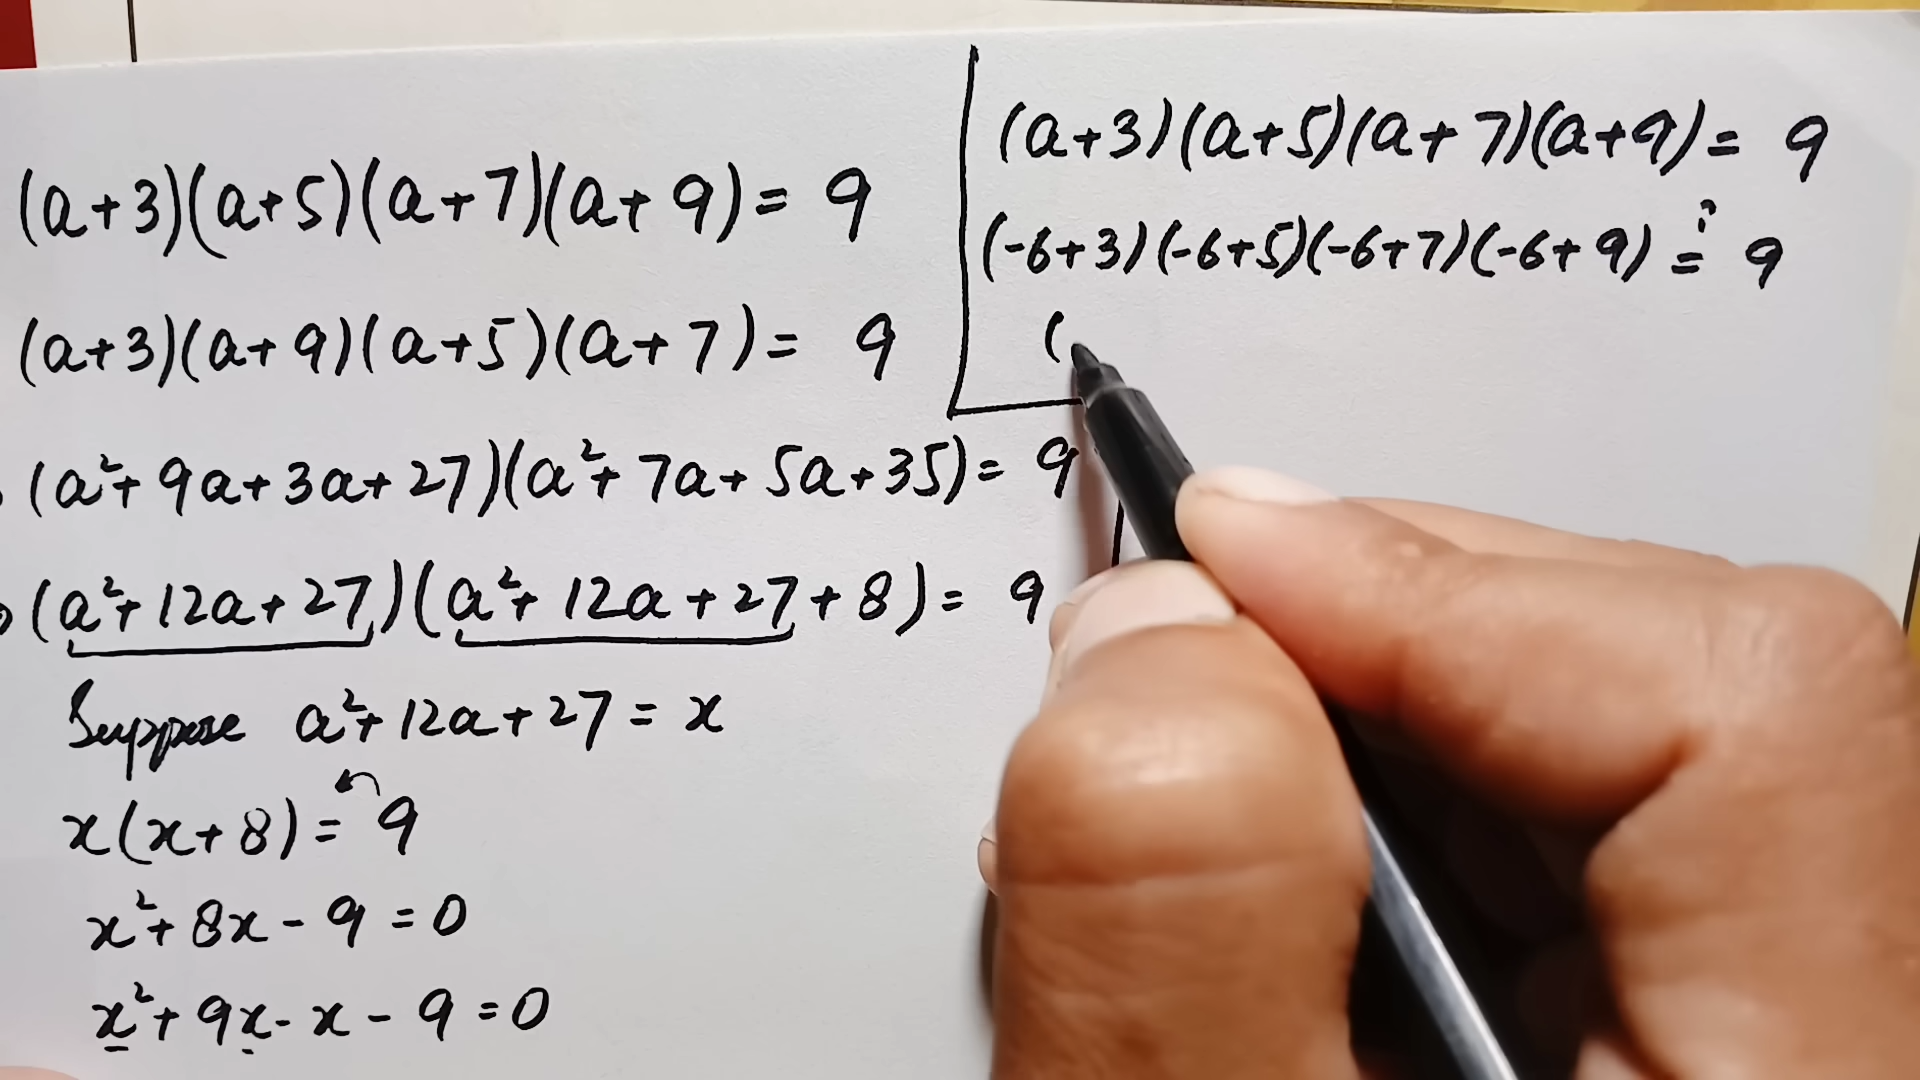 (a+3)(a+5)(a+7)(a+9)= 9
(a+3)(a+9)(a+5)(a+7)= 9
(a²+9a+3a+27)(a²+7a+5a+35)= 9
(a²+12a+27)(a²+12a+27+8)= 9
Suppose a²+12a+27= x
x(x+8)= 9
x²+8x-9=0
x²+9x-x-9=0
(a+3)(a+5)(a+7)(a+9)= 9
?
(-6+3)(-6+5)(-6+7)(-6+9)= 9
(